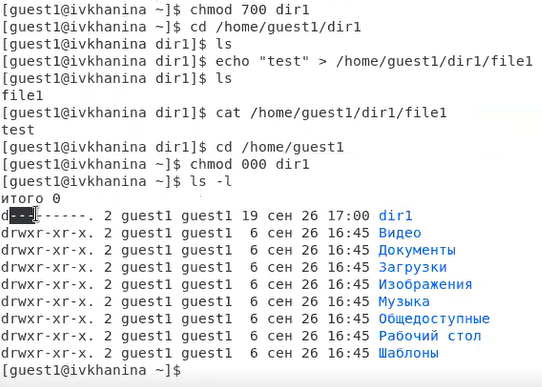 [guest1@ivkhanina ~]$ chmod 700 dir1
[guest1@ivkhanina ~]$ cd /home/guest1/dir1
[guest1@ivkhanina dir1]$ ls
[guest1@ivkhanina dir1]$ echo "test" > /home/guest1/dir1/file1
[guest1@ivkhanina dir1]$ ls
file1
[guest1@ivkhanina dir1]$ cat /home/guest1/dir1/file1
test
[guest1@ivkhanina dir1]$ cd /home/guest1
[guest1@ivkhanina ~]$ chmod 000 dir1
[guest1@ivkhanina ~]$ ls -l
итого 0
d---------. 2 guest1 guest1 19 сен 26 17:00 dir1
drwxr-xr-x. 2 guest1 guest1  6 сен 26 16:45 Видео
drwxr-xr-x. 2 guest1 guest1  6 сен 26 16:45 Документы
drwxr-xr-x. 2 guest1 guest1  6 сен 26 16:45 Загрузки
drwxr-xr-x. 2 guest1 guest1  6 сен 26 16:45 Изображения
drwxr-xr-x. 2 guest1 guest1  6 сен 26 16:45 Музыка
drwxr-xr-x. 2 guest1 guest1  6 сен 26 16:45 Общедоступные
drwxr-xr-x. 2 guest1 guest1  6 сен 26 16:45 Рабочий стол
drwxr-xr-x. 2 guest1 guest1  6 сен 26 16:45 Шаблоны
[guest1@ivkhanina ~]$